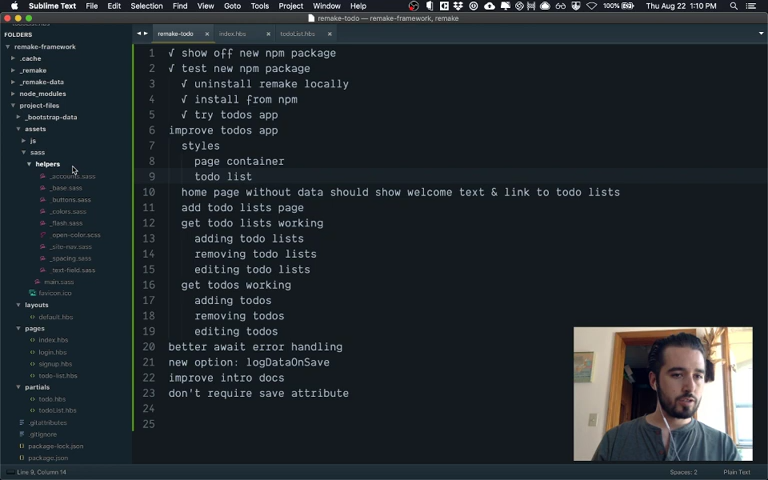 Sublime Text File Edit Selection Find View Goto Tools Project Window Help 100% Thu Aug 22 1:10 PM
remake-todo — remake-framework, remake
FOLDERS
remake-framework
.cache
_remake
_remake-data
node_modules
project-files
_bootstrap-data
assets
js
sass
helpers
_accounts.sass
_base.sass
_buttons.sass
_colors.sass
_flash.sass
_open-color.scss
_site-nav.sass
_spacing.sass
_text-field.sass
main.sass
favicon.ico
layouts
default.hbs
pages
index.hbs
login.hbs
signup.hbs
todo-list.hbs
partials
todo.hbs
todoList.hbs
.gitattributes
.gitignore
package-lock.json
package.json
remake-todo × index.hbs × todoList.hbs ×
1 √ show off new npm package
2 √ test new npm package
3 √ uninstall remake locally
4 √ install from npm
5 √ try todos app
6 improve todos app
7 styles
8 page container
9 todo list
10 home page without data should show welcome text & link to todo lists
11 add todo lists page
12 get todo lists working
13 adding todo lists
14 removing todo lists
15 editing todo lists
16 get todos working
17 adding todos
18 removing todos
19 editing todos
20 better await error handling
21 new option: logDataOnSave
22 improve intro docs
23 don't require save attribute
24
25
Line 9, Column 14 Spaces: 2 Plain Text